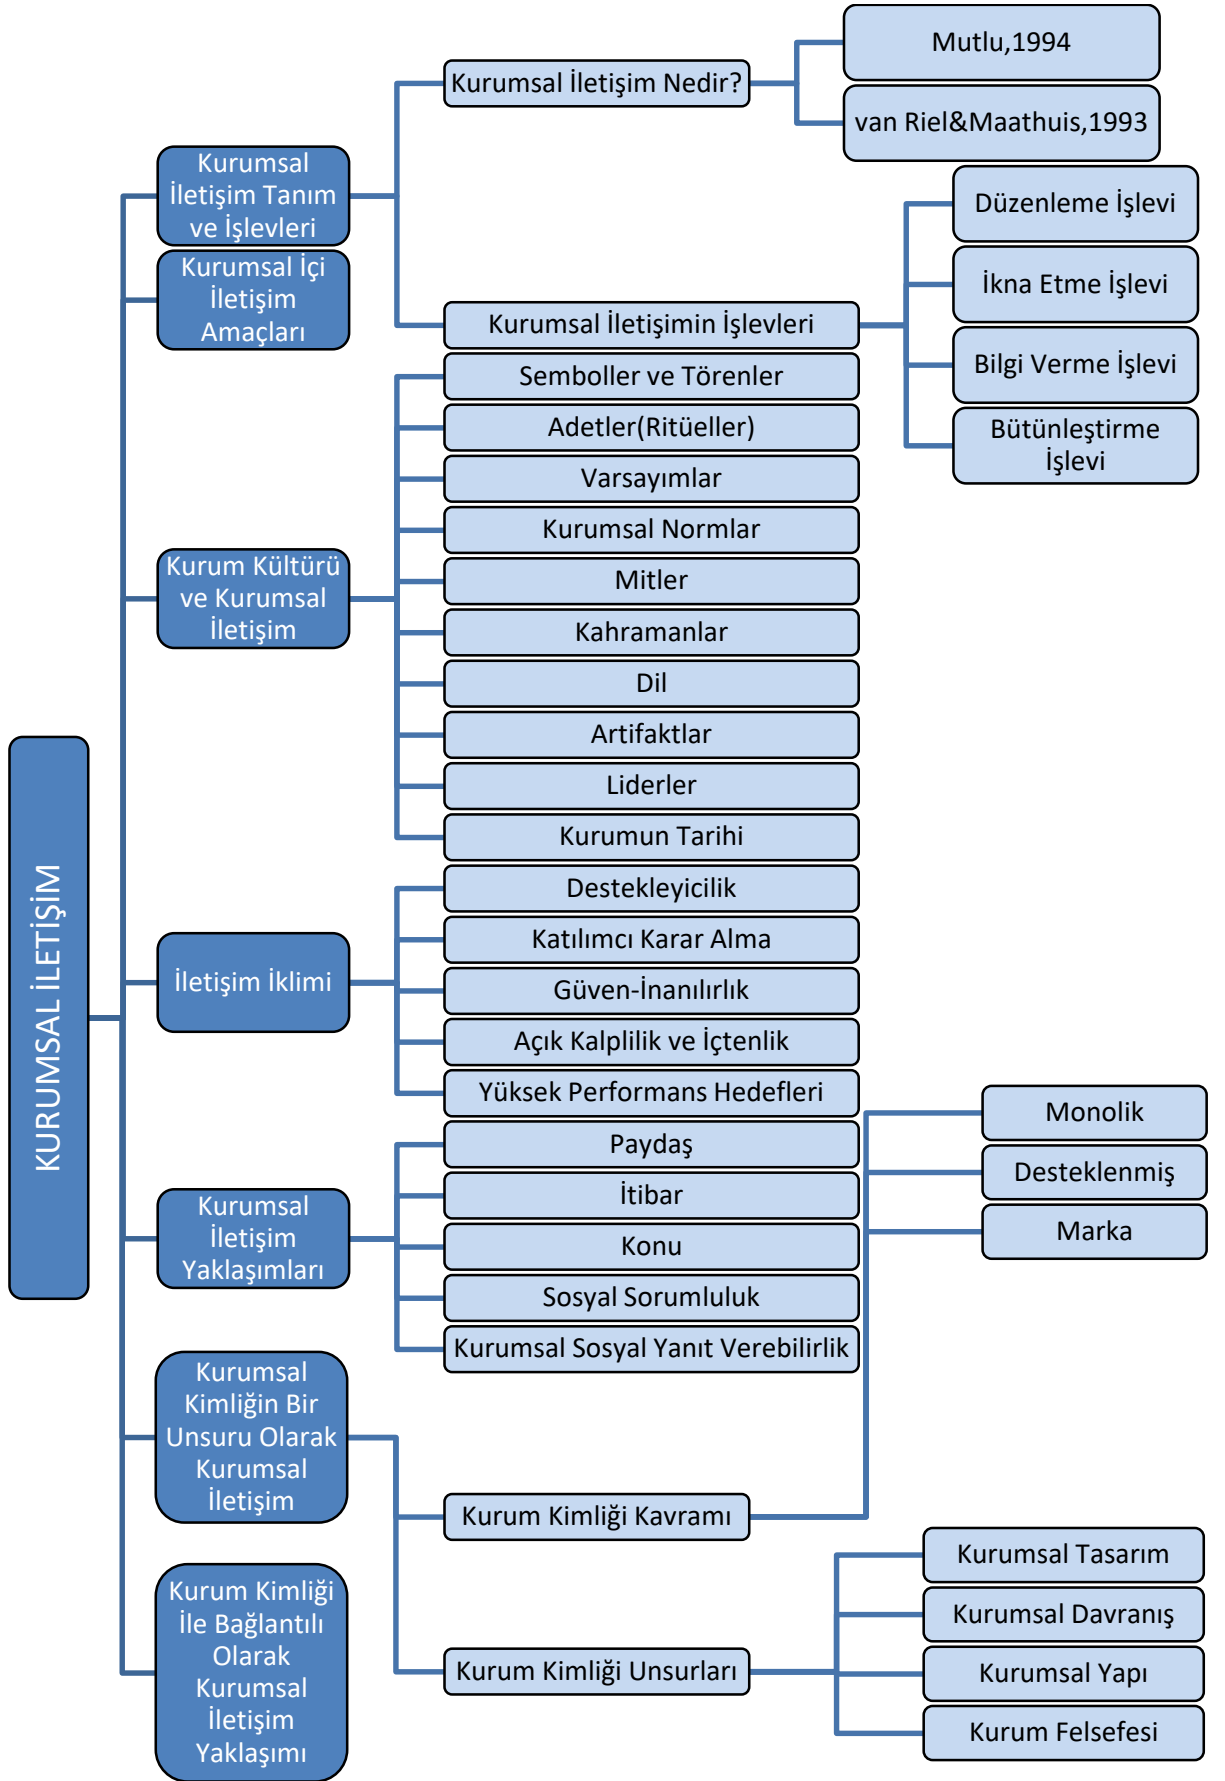 KURUMSAL İLETİŞİM
Kurumsal
İletişim Tanım
ve İşlevleri
Kurumsal İletişim Nedir?
Mutlu,1994
van Riel&Maathuis,1993
Kurumsal İletişimin İşlevleri
Düzenleme İşlevi
İkna Etme İşlevi
Bilgi Verme İşlevi
Bütünleştirme
İşlevi
Kurumsal İçi
İletişim
Amaçları
Kurum Kültürü
ve Kurumsal
İletişim
Semboller ve Törenler
Adetler(Ritüeller)
Varsayımlar
Kurumsal Normlar
Mitler
Kahramanlar
Dil
Artifaktlar
Liderler
Kurumun Tarihi
İletişim İklimi
Destekleyicilik
Katılımcı Karar Alma
Güven-İnanılırlık
Açık Kalplilik ve İçtenlik
Yüksek Performans Hedefleri
Kurumsal
İletişim
Yaklaşımları
Paydaş
İtibar
Konu
Sosyal Sorumluluk
Kurumsal Sosyal Yanıt Verebilirlik
Kurumsal
Kimliğin Bir
Unsuru Olarak
Kurumsal
İletişim
Kurum Kimliği Kavramı
Monolik
Desteklenmiş
Marka
Kurum Kimliği Unsurları
Kurumsal Tasarım
Kurumsal Davranış
Kurumsal Yapı
Kurum Felsefesi
Kurum Kimliği
İle Bağlantılı
Olarak
Kurumsal
İletişim
Yaklaşımı